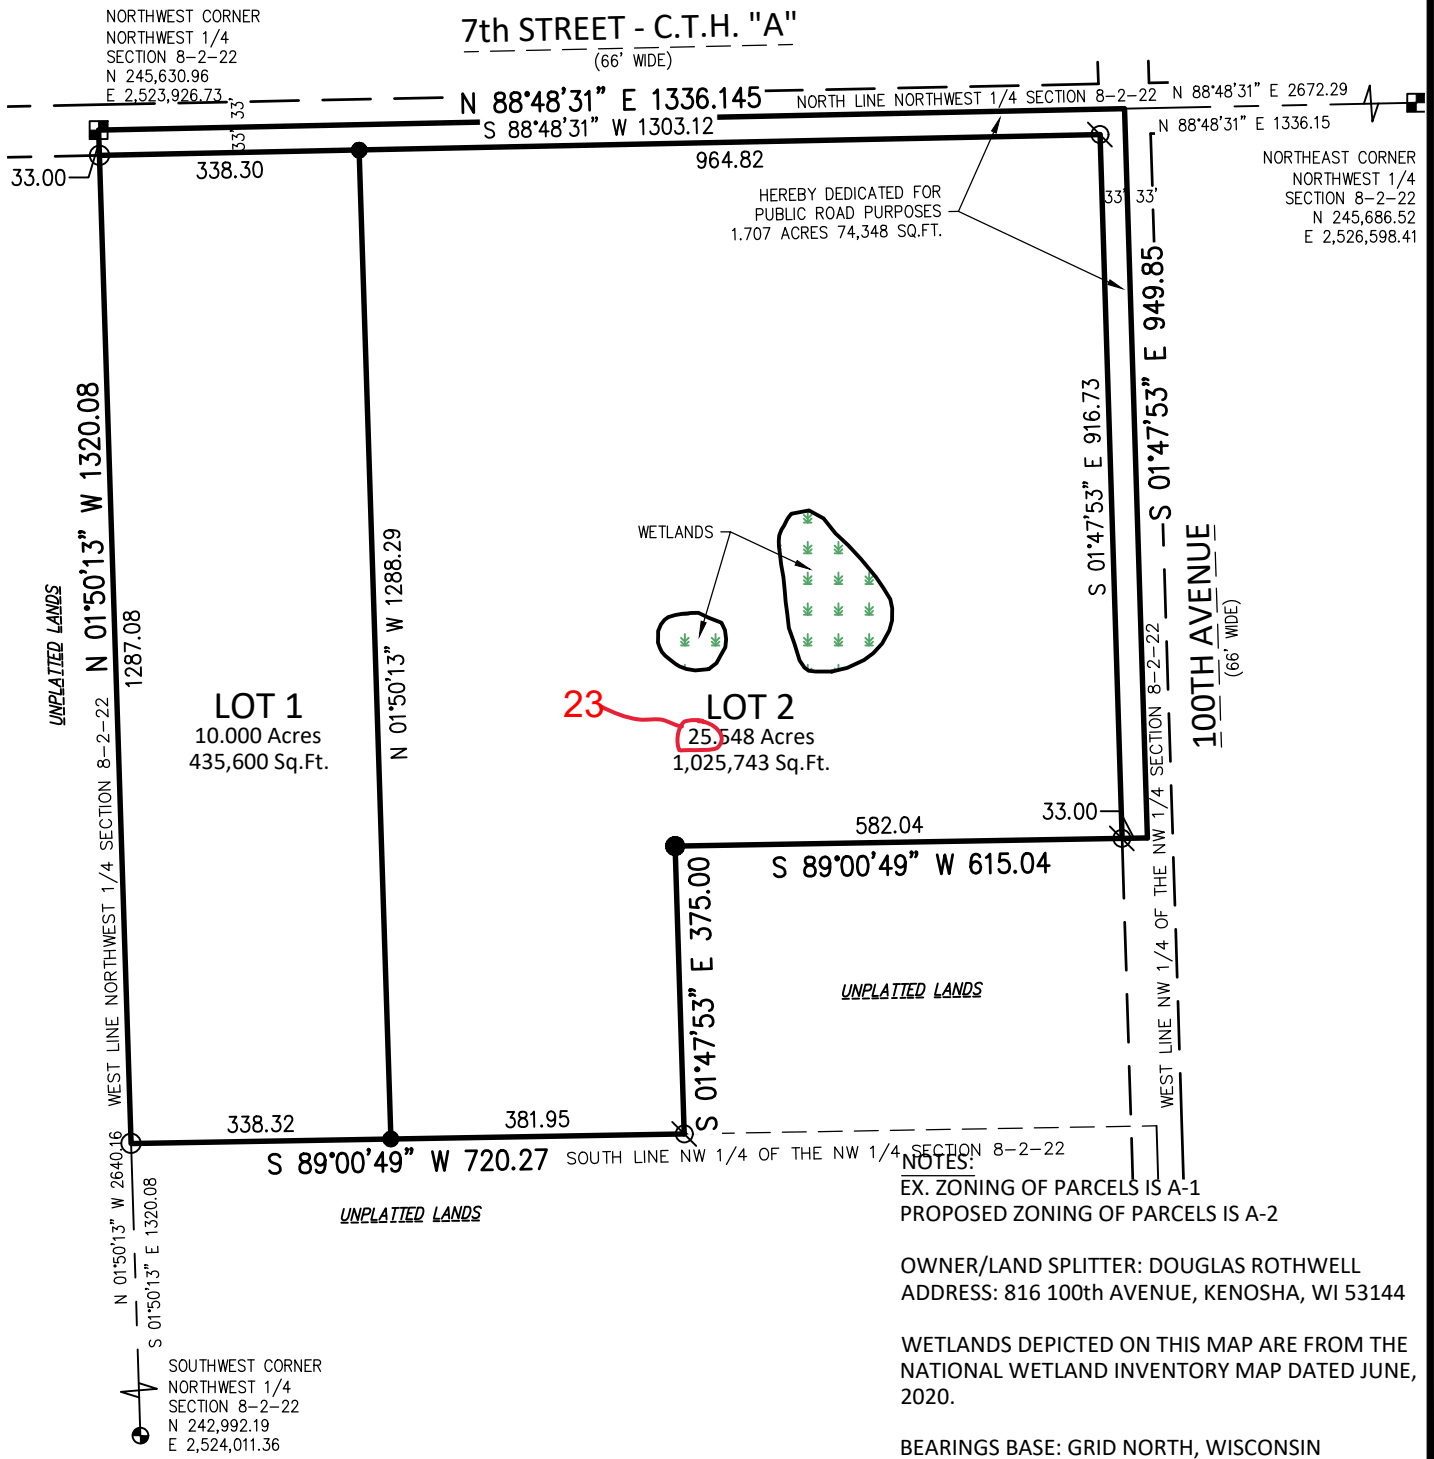 NORTHWEST CORNER
NORTHWEST 1/4
SECTION 8-2-22
N 245,630.96
E 2,523,926.73
7th STREET - C.T.H. "A"
(66' WIDE)
33' 33'
N 88°48'31" E 1336.145
NORTH LINE NORTHWEST 1/4 SECTION 8-2-22
N 88°48'31" E 2672.29
S 88°48'31" W 1303.12
N 88°48'31" E 1336.15
33.00
338.30
964.82
NORTHEAST CORNER
NORTHWEST 1/4
SECTION 8-2-22
N 245,686.52
E 2,526,598.41
HEREBY DEDICATED FOR
PUBLIC ROAD PURPOSES
1.707 ACRES 74,348 SQ.FT.
33' 33'
S 01°47'53" E 949.85
S 01°47'53" E 916.73
N 01°50'13" W 1320.08
1287.08
N 01°50'13" W 1288.29
UNPLATTED LANDS
WETLANDS
100TH AVENUE
(66' WIDE)
LOT 1
10.000 Acres
435,600 Sq.Ft.
23
LOT 2
25.548 Acres
1,025,743 Sq.Ft.
WEST LINE NORTHWEST 1/4 SECTION 8-2-22
WEST LINE NW 1/4 OF THE NW 1/4 SECTION 8-2-22
33.00
582.04
S 89°00'49" W 615.04
S 01°47'53" E 375.00
UNPLATTED LANDS
338.32
381.95
S 89°00'49" W 720.27
SOUTH LINE NW 1/4 OF THE NW 1/4 SECTION 8-2-22
UNPLATTED LANDS
N 01°50'13" W 2640.16
S 01°50'13" E 1320.08
SOUTHWEST CORNER
NORTHWEST 1/4
SECTION 8-2-22
N 242,992.19
E 2,524,011.36
NOTES:
EX. ZONING OF PARCELS IS A-1
PROPOSED ZONING OF PARCELS IS A-2
OWNER/LAND SPLITTER: DOUGLAS ROTHWELL
ADDRESS: 816 100th AVENUE, KENOSHA, WI 53144
WETLANDS DEPICTED ON THIS MAP ARE FROM THE
NATIONAL WETLAND INVENTORY MAP DATED JUNE,
2020.
BEARINGS BASE: GRID NORTH, WISCONSIN